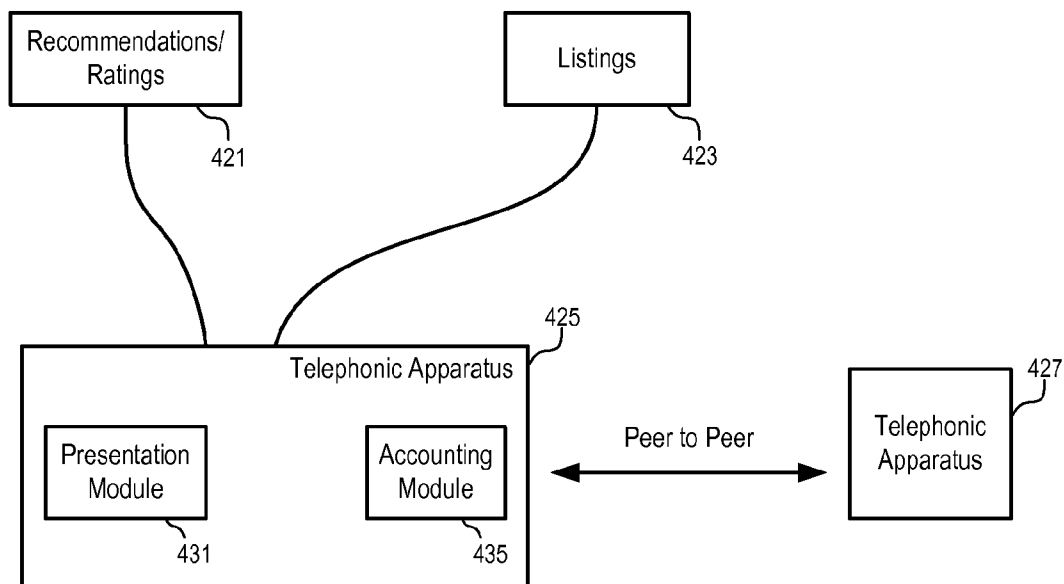 Recommendations/
Ratings
421
Listings
423
425
Telephonic Apparatus
Presentation
Module
431
Accounting
Module
435
Peer to Peer
427
Telephonic
Apparatus